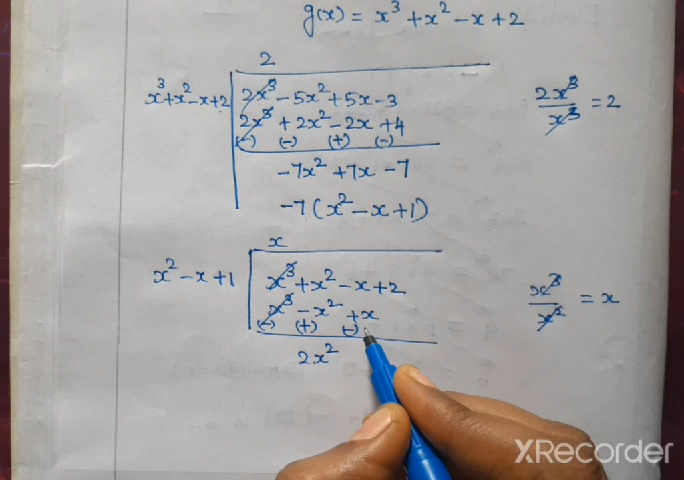 g(x) = x³ + x² - x + 2
2
x³+x²-x+2 2x³ - 5x² + 5x - 3 2x³/x³ = 2
2x³ + 2x² - 2x + 4
(-) (-) (+) (-)
-7x² + 7x - 7
-7(x² - x + 1)
x
x² - x + 1 x³ + x² - x + 2 x³/x² = x
x³ - x² + x
(-) (+) (-)
2x²
XRecorder